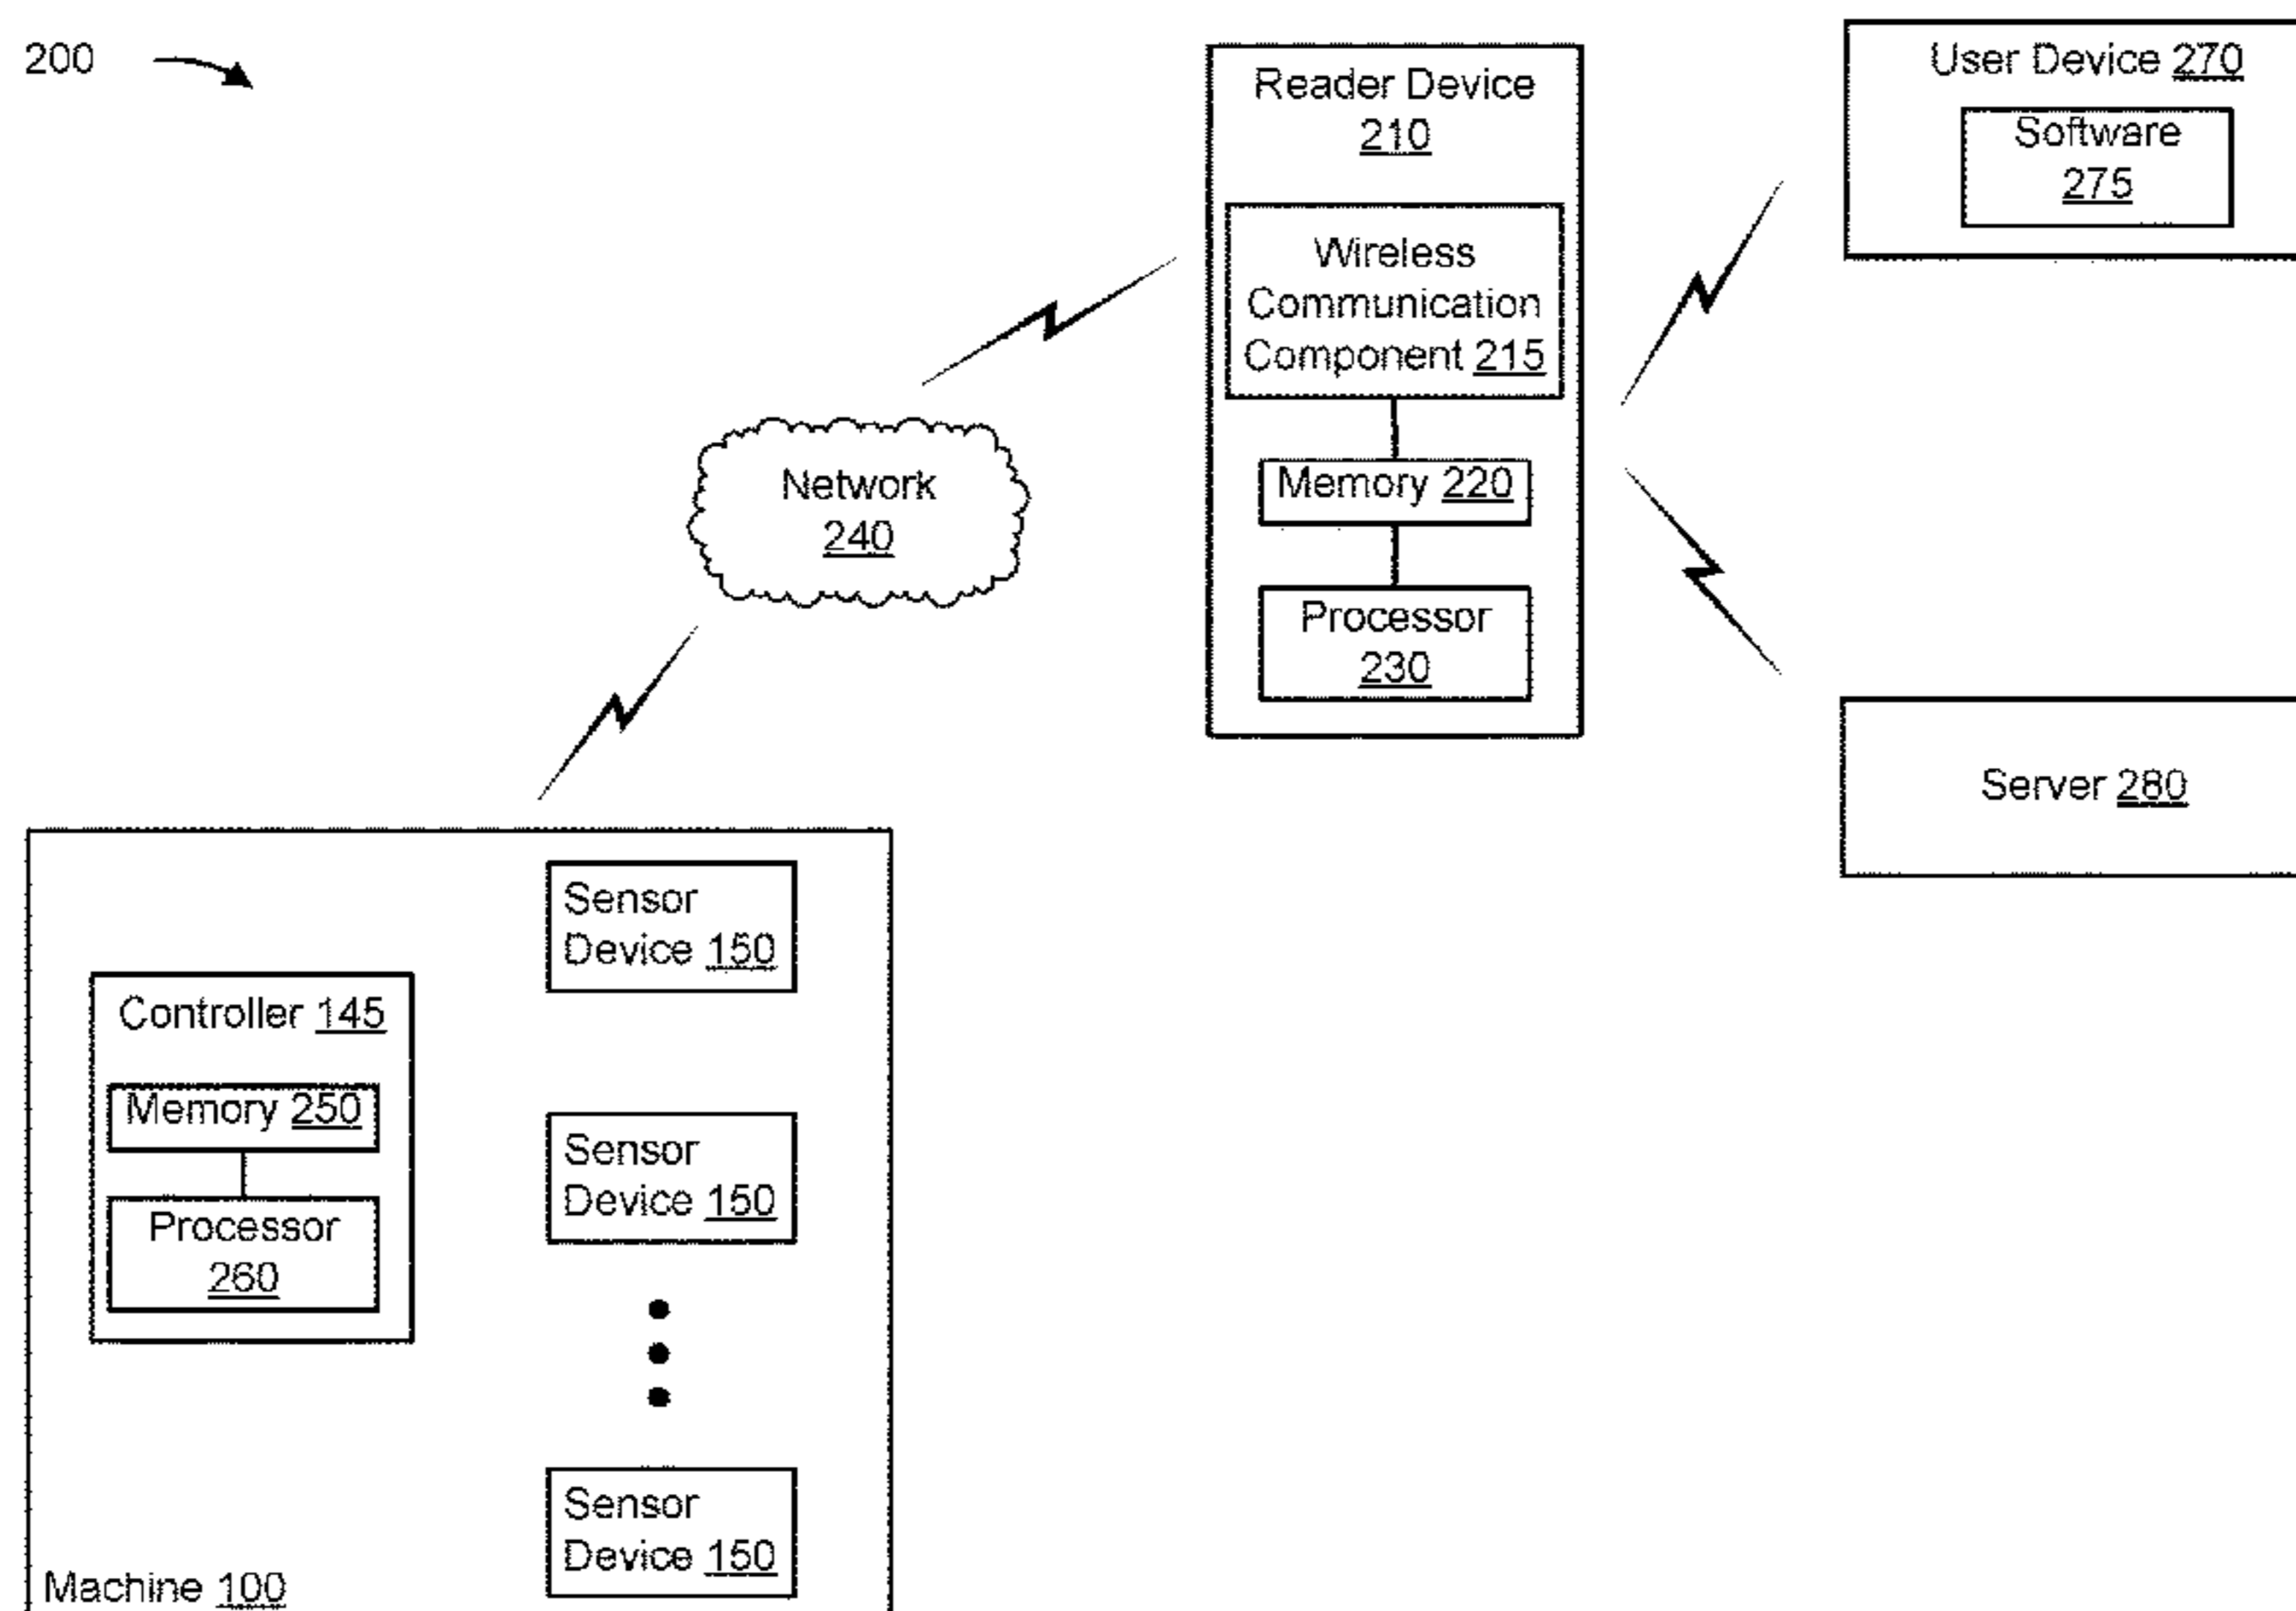 200
Reader Device
210
Wireless
Communication
Component 215
Memory 220
Processor
230
User Device 270
Software
275
Network
240
Server 280
Controller 145
Memory 250
Processor
260
Sensor
Device 150
Sensor
Device 150
Sensor
Device 150
Machine 100